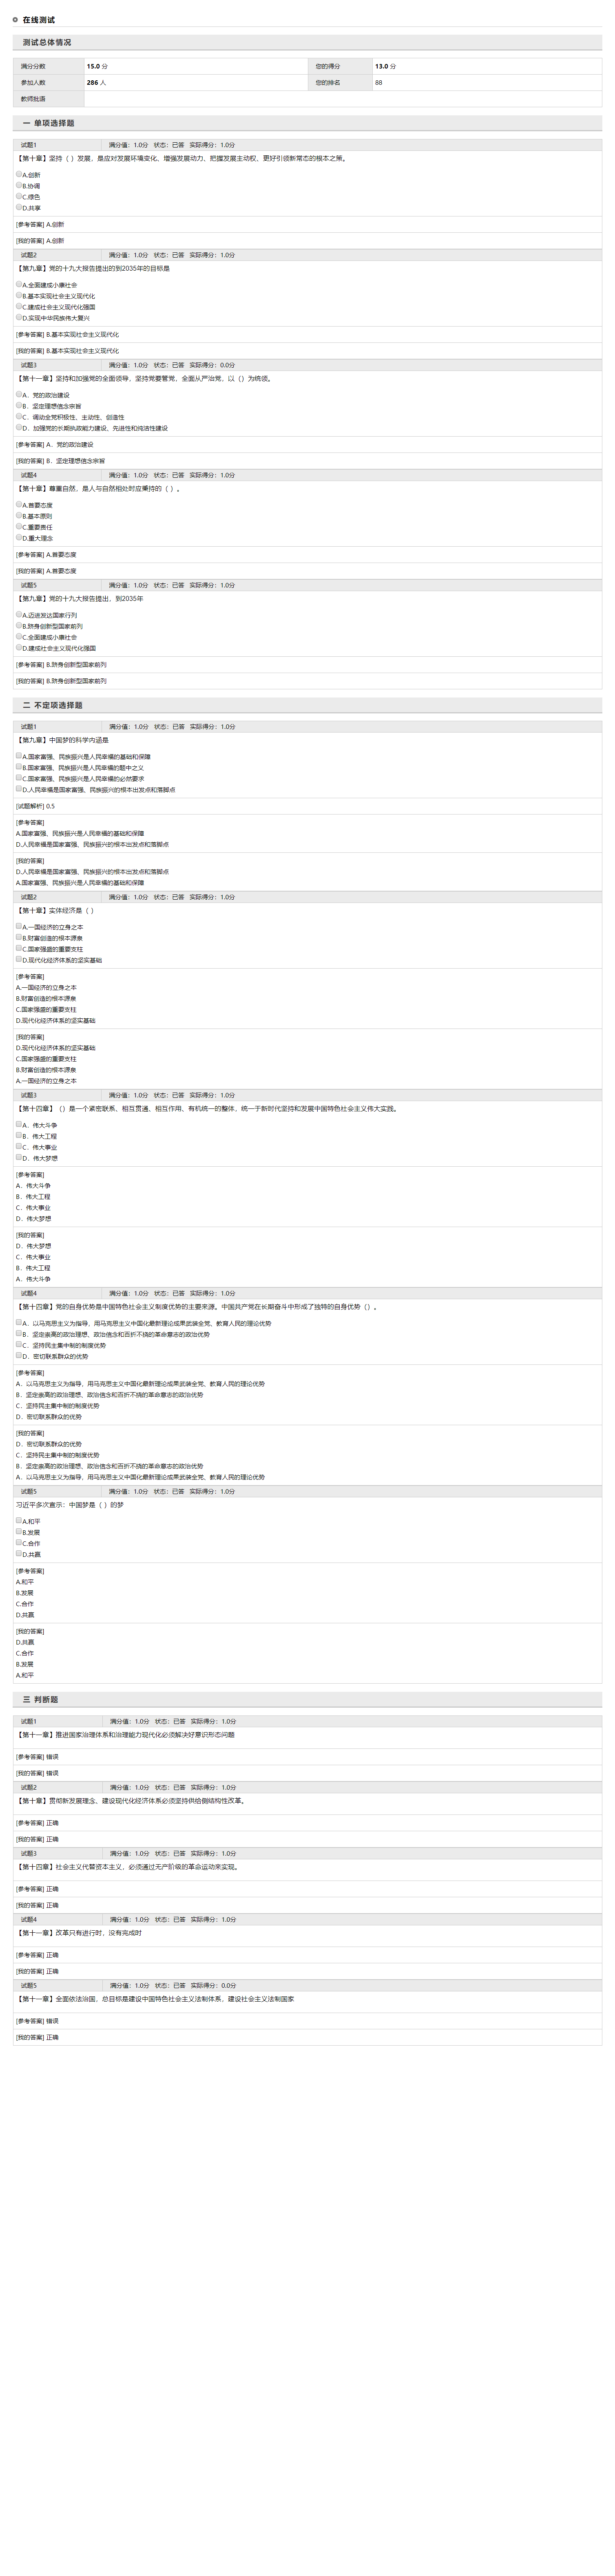 在线测试
测试总体情况
满分分数 15.0 分 您的得分 13.0 分
参加人数 286 人 您的排名 88
教师批语
一 单项选择题
试题1 满分值：1.0分 状态：已答 实际得分：1.0分
【第十章】坚持（ ）发展，是应对发展环境变化、增强发展动力、把握发展主动权、更好引领新常态的根本之策。
A.创新
B.协调
C.绿色
D.共享
[参考答案] A.创新
[我的答案] A.创新
试题2 满分值：1.0分 状态：已答 实际得分：1.0分
【第九章】党的十九大报告提出的到2035年的目标是
A.全面建成小康社会
B.基本实现社会主义现代化
C.建成社会主义现代化强国
D.实现中华民族伟大复兴
[参考答案] B.基本实现社会主义现代化
[我的答案] B.基本实现社会主义现代化
试题3 满分值：1.0分 状态：已答 实际得分：0.0分
【第十一章】坚持和加强党的全面领导，坚持党要管党，全面从严治党，以（）为统领。
A．党的政治建设
B．坚定理想信念宗旨
C．调动全党积极性、主动性、创造性
D．加强党的长期执政能力建设、先进性和纯洁性建设
[参考答案] A．党的政治建设
[我的答案] B．坚定理想信念宗旨
试题4 满分值：1.0分 状态：已答 实际得分：1.0分
【第十章】尊重自然，是人与自然相处时应秉持的（ ）。
A.首要态度
B.基本原则
C.重要责任
D.重大理念
[参考答案] A.首要态度
[我的答案] A.首要态度
试题5 满分值：1.0分 状态：已答 实际得分：1.0分
【第九章】党的十九大报告提出，到2035年
A.迈进发达国家行列
B.跻身创新型国家前列
C.全面建成小康社会
D.建成社会主义现代化强国
[参考答案] B.跻身创新型国家前列
[我的答案] B.跻身创新型国家前列
二 不定项选择题
试题1 满分值：1.0分 状态：已答 实际得分：1.0分
【第九章】中国梦的科学内涵是
A.国家富强、民族振兴是人民幸福的基础和保障
B.国家富强、民族振兴是人民幸福的题中之义
C.国家富强、民族振兴是人民幸福的必然要求
D.人民幸福是国家富强、民族振兴的根本出发点和落脚点
[试题解析] 0.5
[参考答案]
A.国家富强、民族振兴是人民幸福的基础和保障
D.人民幸福是国家富强、民族振兴的根本出发点和落脚点
[我的答案]
D.人民幸福是国家富强、民族振兴的根本出发点和落脚点
A.国家富强、民族振兴是人民幸福的基础和保障
试题2 满分值：1.0分 状态：已答 实际得分：1.0分
【第十章】实体经济是（ ）
A.一国经济的立身之本
B.财富创造的根本源泉
C.国家强盛的重要支柱
D.现代化经济体系的坚实基础
[参考答案]
A.一国经济的立身之本
B.财富创造的根本源泉
C.国家强盛的重要支柱
D.现代化经济体系的坚实基础
[我的答案]
D.现代化经济体系的坚实基础
C.国家强盛的重要支柱
B.财富创造的根本源泉
A.一国经济的立身之本
试题3 满分值：1.0分 状态：已答 实际得分：1.0分
【第十四章】（）是一个紧密联系、相互贯通、相互作用、有机统一的整体，统一于新时代坚持和发展中国特色社会主义伟大实践。
A．伟大斗争
B．伟大工程
C．伟大事业
D．伟大梦想
[参考答案]
A．伟大斗争
B．伟大工程
C．伟大事业
D．伟大梦想
[我的答案]
D．伟大梦想
C．伟大事业
B．伟大工程
A．伟大斗争
试题4 满分值：1.0分 状态：已答 实际得分：1.0分
【第十四章】党的自身优势是中国特色社会主义制度优势的主要来源。中国共产党在长期奋斗中形成了独特的自身优势（）。
A．以马克思主义为指导，用马克思主义中国化最新理论成果武装全党、教育人民的理论优势
B．坚定崇高的政治理想、政治信念和百折不挠的革命意志的政治优势
C．坚持民主集中制的制度优势
D．密切联系群众的优势
[参考答案]
A．以马克思主义为指导，用马克思主义中国化最新理论成果武装全党、教育人民的理论优势
B．坚定崇高的政治理想、政治信念和百折不挠的革命意志的政治优势
C．坚持民主集中制的制度优势
D．密切联系群众的优势
[我的答案]
D．密切联系群众的优势
C．坚持民主集中制的制度优势
B．坚定崇高的政治理想、政治信念和百折不挠的革命意志的政治优势
A．以马克思主义为指导，用马克思主义中国化最新理论成果武装全党、教育人民的理论优势
试题5 满分值：1.0分 状态：已答 实际得分：1.0分
习近平多次宣示：中国梦是（ ）的梦
A.和平
B.发展
C.合作
D.共赢
[参考答案]
A.和平
B.发展
C.合作
D.共赢
[我的答案]
D.共赢
C.合作
B.发展
A.和平
三 判断题
试题1 满分值：1.0分 状态：已答 实际得分：1.0分
【第十一章】推进国家治理体系和治理能力现代化必须解决好意识形态问题
[参考答案] 错误
[我的答案] 错误
试题2 满分值：1.0分 状态：已答 实际得分：1.0分
【第十章】贯彻新发展理念、建设现代化经济体系必须坚持供给侧结构性改革。
[参考答案] 正确
[我的答案] 正确
试题3 满分值：1.0分 状态：已答 实际得分：1.0分
【第十四章】社会主义代替资本主义，必须通过无产阶级的革命运动来实现。
[参考答案] 正确
[我的答案] 正确
试题4 满分值：1.0分 状态：已答 实际得分：1.0分
【第十一章】改革只有进行时，没有完成时
[参考答案] 正确
[我的答案] 正确
试题5 满分值：1.0分 状态：已答 实际得分：0.0分
【第十一章】全面依法治国，总目标是建设中国特色社会主义法制体系，建设社会主义法制国家
[参考答案] 错误
[我的答案] 正确